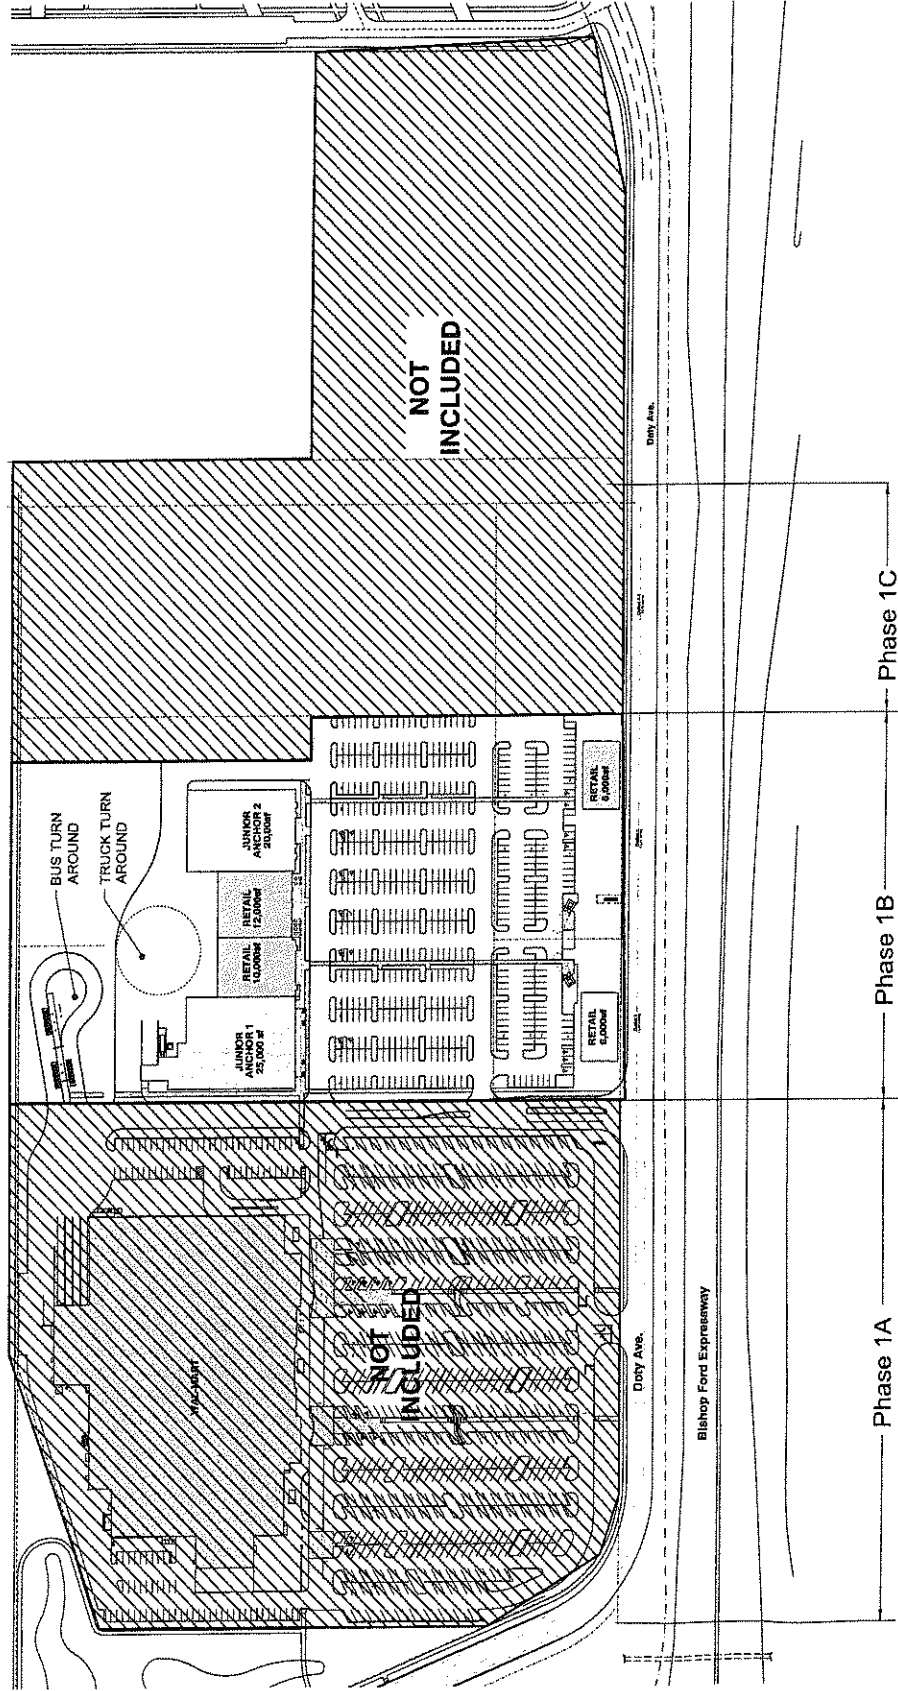 NOT
INCLUDED
Doty Ave.
Phase 1C
BUS TURN
AROUND
TRUCK TURN
AROUND
JUNIOR
ANCHOR 2
20,00sf
RETAIL
12,000sf
RETAIL
10,000sf
JUNIOR
ANCHOR 1
25,000 sf
RETAIL
6,000sf
RETAIL
6,000sf
Phase 1B
WAL-MART
NOT
INCLUDED
Doty Ave.
Bishop Ford Expressway
Phase 1A